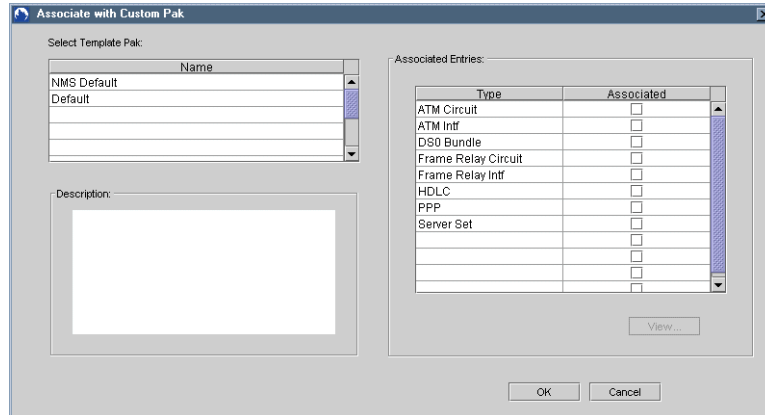 Associate with Custom Pak
Select Template Pak:
Name
NMS Default
Default
Description:
Associated Entries:
Type Associated
ATM Circuit
ATM Intf
DS0 Bundle
Frame Relay Circuit
Frame Relay Intf
HDLC
PPP
Server Set
View...
OK Cancel